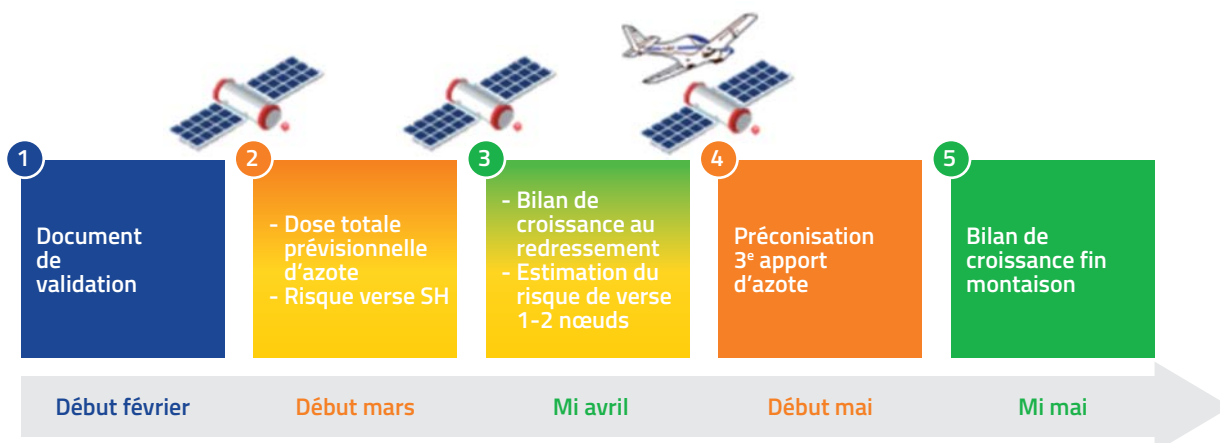 1
Document
de
validation
2
- Dose totale
prévisionnelle
d'azote
- Risque verse SH
3
- Bilan de
croissance au
redressement
- Estimation du
risque de verse
1-2 nœuds
4
Préconisation
3e apport
d'azote
5
Bilan de
croissance fin
montaison
Début février
Début mars
Mi avril
Début mai
Mi mai